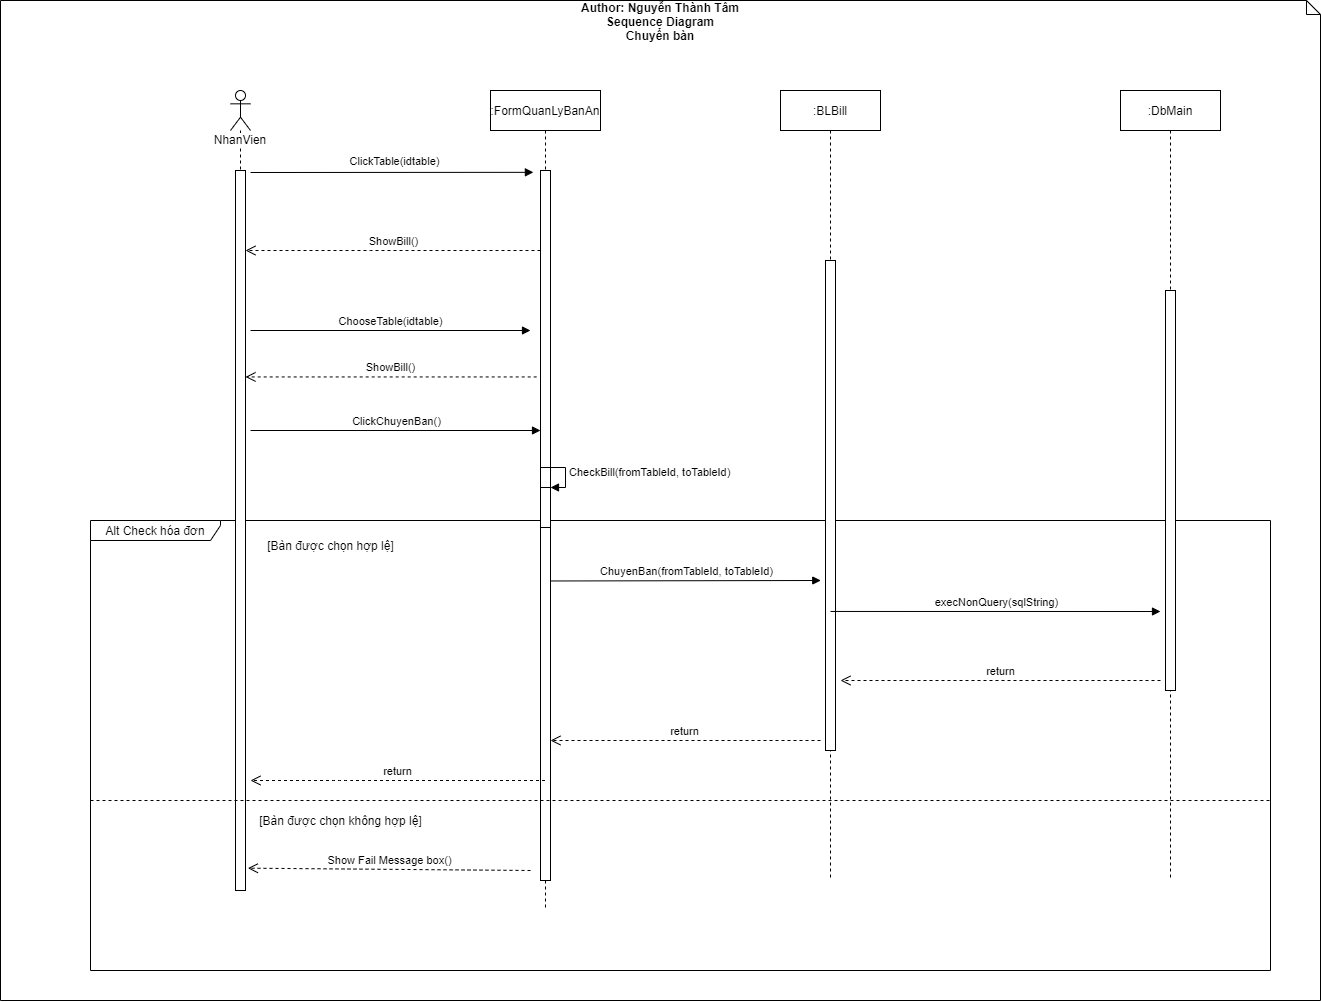 Author: Nguyễn Thành Tâm
Sequence Diagram
Chuyển bàn
NhanVien
:FormQuanLyBanAn
:BLBill
:DbMain
ClickTable(idtable)
ShowBill()
ChooseTable(idtable)
ShowBill()
ClickChuyenBan()
CheckBill(fromTableId, toTableId)
Alt Check hóa đơn
[Bàn được chọn hợp lệ]
ChuyenBan(fromTableId, toTableId)
execNonQuery(sqlString)
return
return
return
[Bàn được chọn không hợp lệ]
Show Fail Message box()